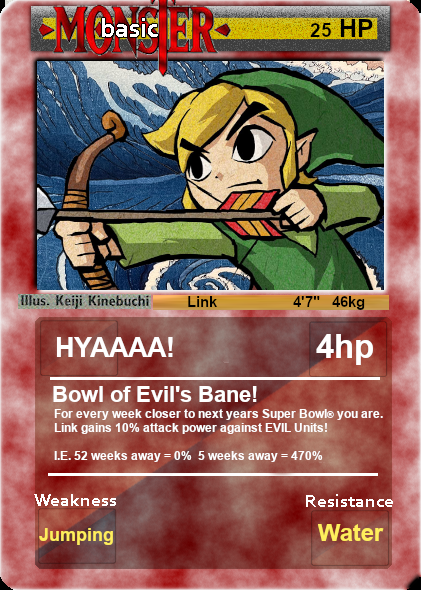 MONSTER
basic
25 HP
Illus. Keiji Kinebuchi
Link 4'7" 46kg
HYAAAA! 4hp
Bowl of Evil's Bane!
For every week closer to next years Super Bowl® you are.
Link gains 10% attack power against EVIL Units!
I.E. 52 weeks away = 0% 5 weeks away = 470%
Weakness Resistance
Jumping Water